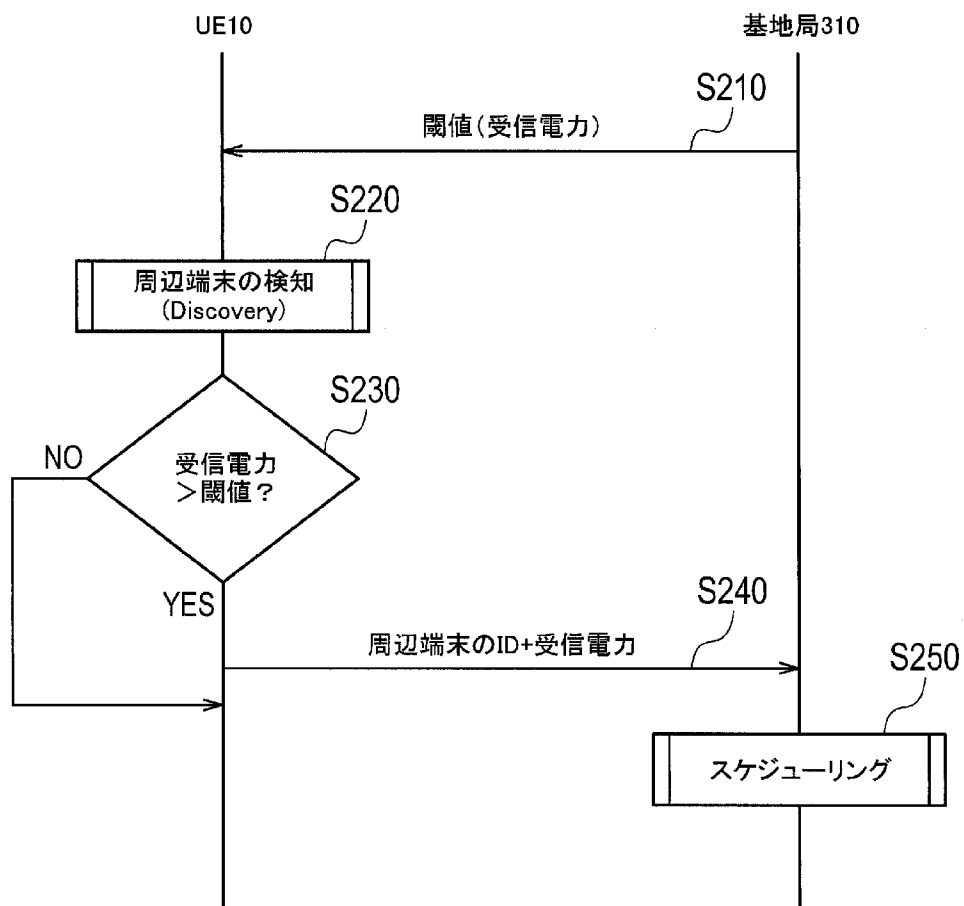 UE10
基地局310
S210
閾値(受信電力)
S220
周辺端末の検知
(Discovery)
S230
NO
受信電力
>閾値?
YES
S240
周辺端末のID+受信電力
S250
スケジューリング